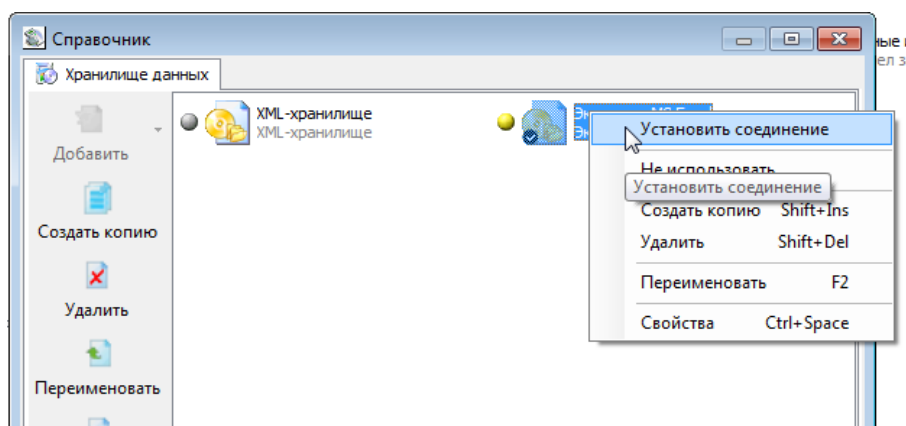 Справочник
Хранилище данных
Добавить
Создать копию
Удалить
Переименовать
XML-хранилище
XML-хранилище
Установить соединение
Не использовать
Установить соединение
Создать копию Shift+Ins
Удалить Shift+Del
Переименовать F2
Свойства Ctrl+Space